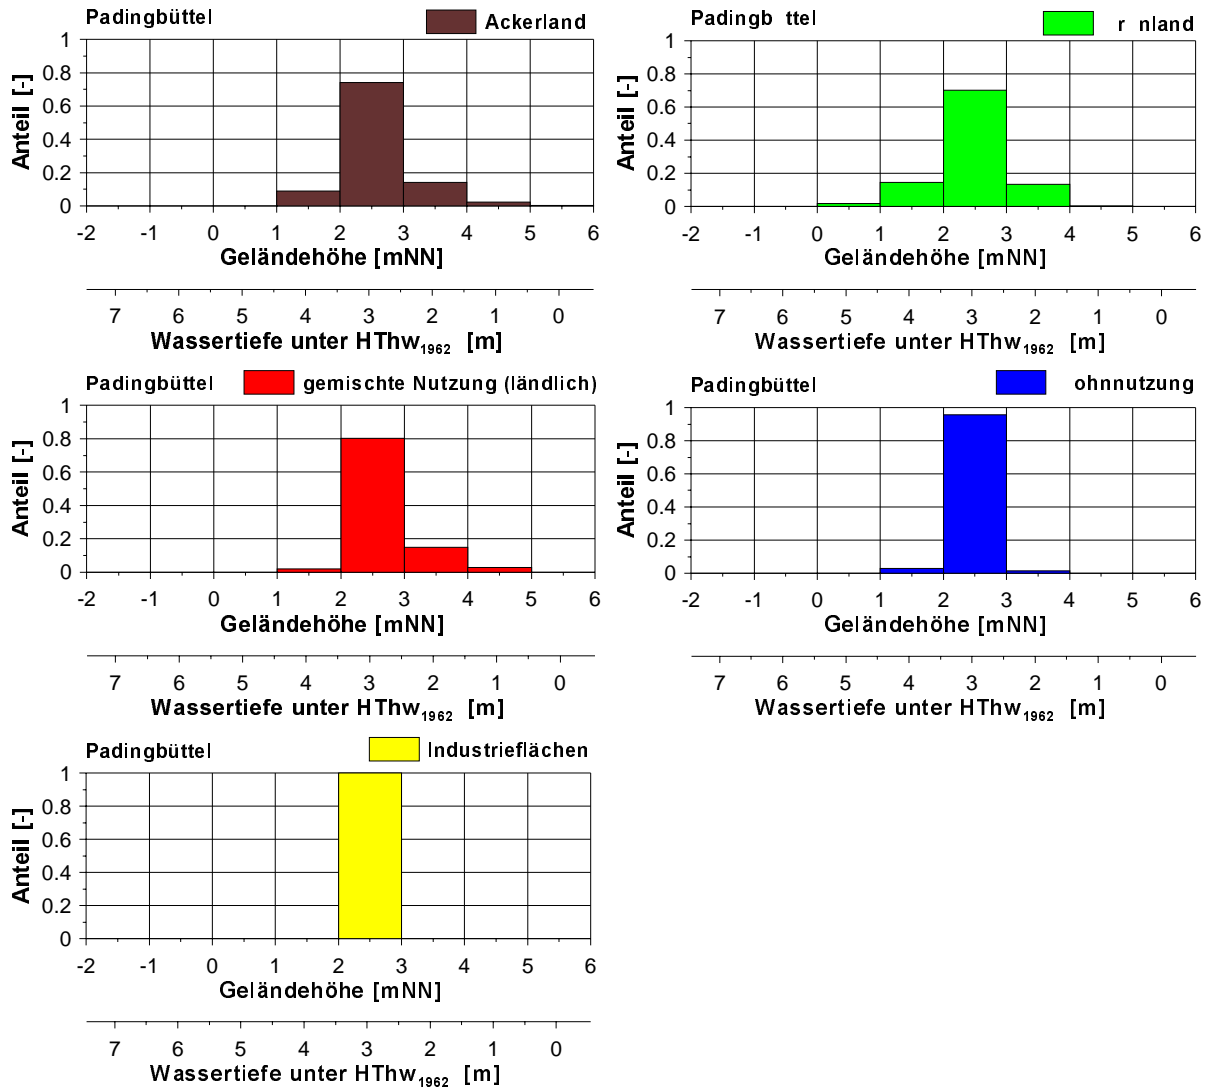 Padingbüttel Ackerland
Anteil [-]
1
0.8
0.6
0.4
0.2
0
-2 -1 0 1 2 3 4 5 6
Geländehöhe [mNN]
7 6 5 4 3 2 1 0
Wassertiefe unter HThw1962 [m]
Padingb ttel r nland
Anteil [-]
1
0.8
0.6
0.4
0.2
0
-2 -1 0 1 2 3 4 5 6
Geländehöhe [mNN]
7 6 5 4 3 2 1 0
Wassertiefe unter HThw1962 [m]
Padingbüttel gemischte Nutzung (ländlich)
Anteil [-]
1
0.8
0.6
0.4
0.2
0
-2 -1 0 1 2 3 4 5 6
Geländehöhe [mNN]
7 6 5 4 3 2 1 0
Wassertiefe unter HThw1962 [m]
Padingbüttel ohnnutzung
Anteil [-]
1
0.8
0.6
0.4
0.2
0
-2 -1 0 1 2 3 4 5 6
Geländehöhe [mNN]
7 6 5 4 3 2 1 0
Wassertiefe unter HThw1962 [m]
Padingbüttel Industrieflächen
Anteil [-]
1
0.8
0.6
0.4
0.2
0
-2 -1 0 1 2 3 4 5 6
Geländehöhe [mNN]
7 6 5 4 3 2 1 0
Wassertiefe unter HThw1962 [m]